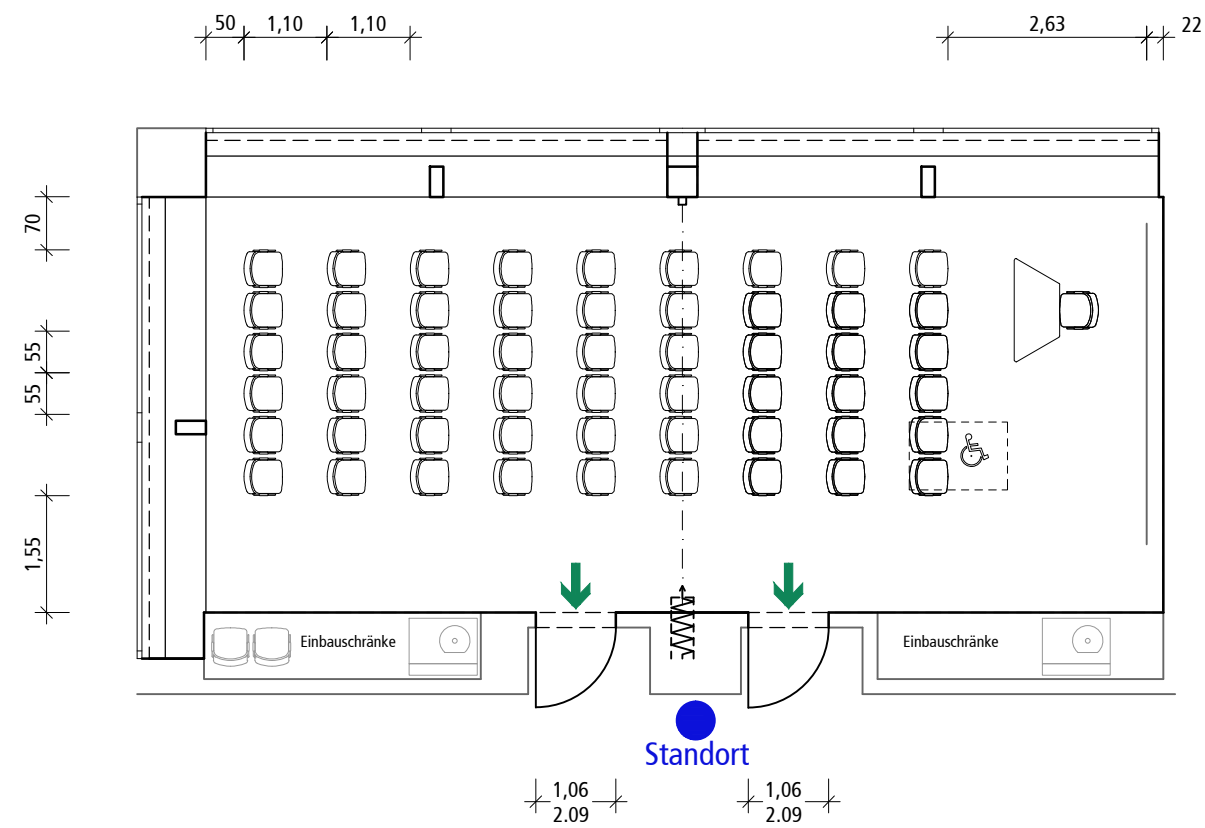 50 1,10 1,10 2,63 22
70
55
55
1,55
Einbauschränke Einbauschränke
Standort
1,06 1,06
2,09 2,09